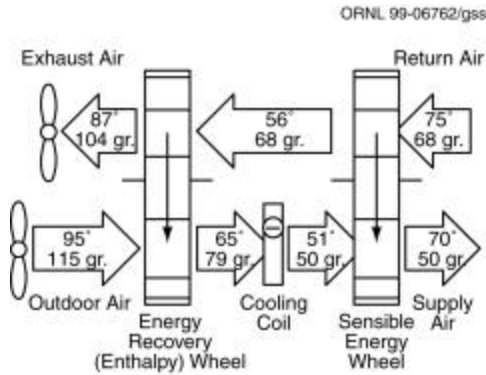 ORNL 99-06762/gss
Exhaust Air
Return Air
87°
104 gr.
56°
68 gr.
75°
68 gr.
95°
115 gr.
65°
79 gr.
51°
50 gr.
70°
50 gr.
Outdoor Air
Energy
Recovery
(Enthalpy) Wheel
Cooling
Coil
Sensible
Energy
Wheel
Supply
Air